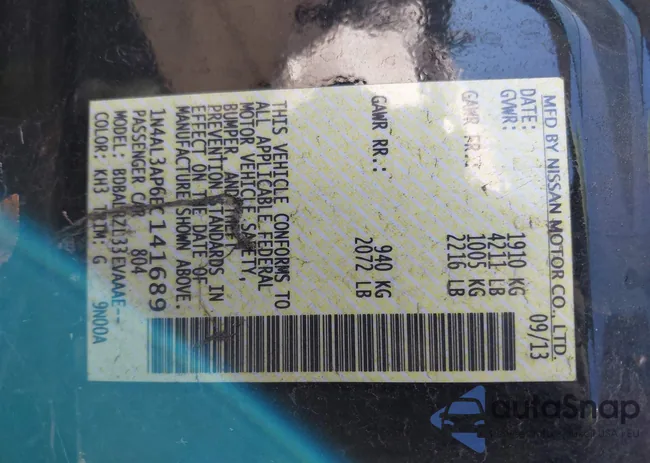 MFD BY NISSAN MOTOR CO., LTD.
DATE: 09/13
GVWR: 1910 KG
4211 LB
GAWR FR.: 1005 KG
2216 LB
GAWR RR.: 940 KG
2072 LB
THIS VEHICLE CONFORMS TO
ALL APPLICABLE FEDERAL
MOTOR VEHICLE SAFETY,
BUMPER AND THEFT
PREVENTION STANDARDS IN
EFFECT ON THE DATE OF
MANUFACTURE SHOWN ABOVE.
1N4AL3AP6EC141689
PASSENGER CAR 804
COLOR: KH3 TRIM: G 9N00A
autoSnap